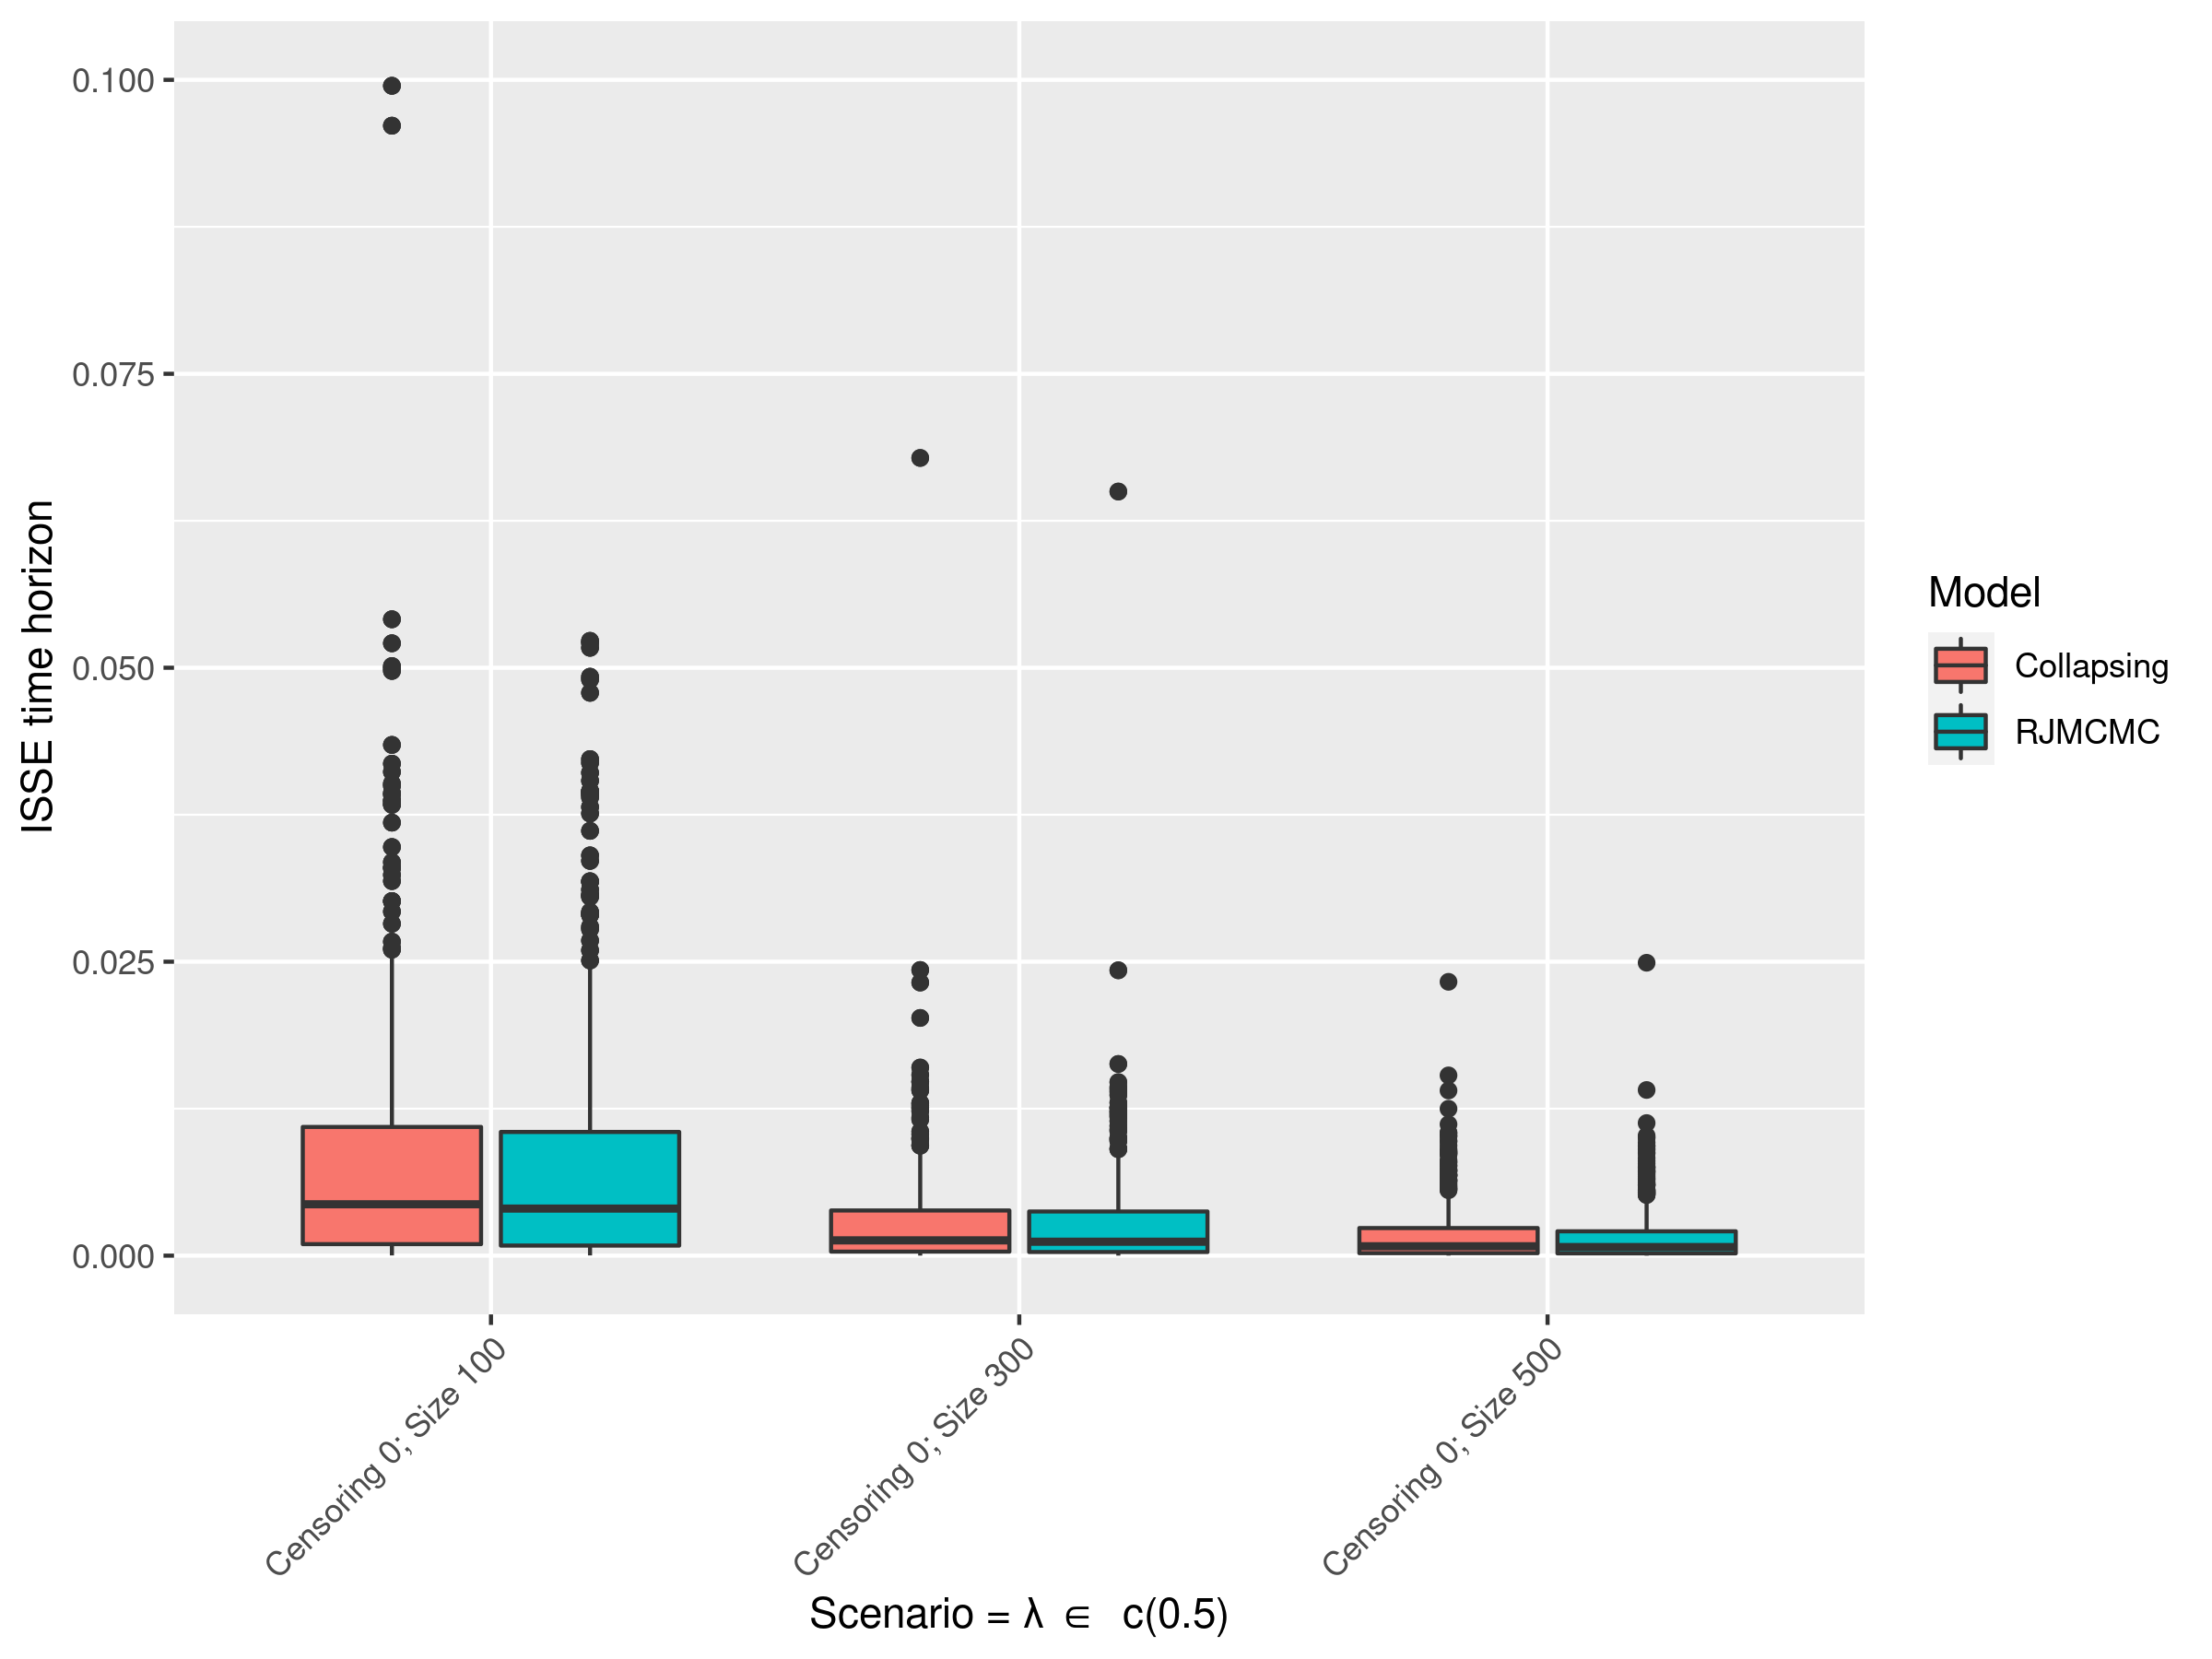 ISSE time horizon
0.100
0.075
0.050
0.025
0.000
Censoring 0; Size 100
Censoring 0; Size 300
Censoring 0; Size 500
Scenario = λ ∈ c(0.5)
Model
Collapsing
RJMCMC